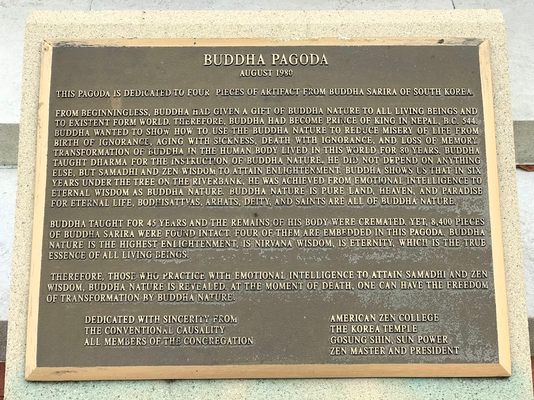 BUDDHA PAGODA
AUGUST 1980
THIS PAGODA IS DEDICATED TO FOUR PIECES OF ARTIFACT FROM BUDDHA SARIRA OF SOUTH KOREA.
FROM BEGINNINGLESS, BUDDHA HAD GIVEN A GIFT OF BUDDHA NATURE TO ALL LIVING BEINGS AND
TO EXISTENT FORM WORLD. THEREFORE, BUDDHA HAD BECOME PRINCE OF KING IN NEPAL, B.C. 544.
BUDDHA WANTED TO SHOW HOW TO USE THE BUDDHA NATURE TO REDUCE MISERY OF LIFE FROM
BIRTH OF IGNORANCE, AGING WITH SICKNESS, DEATH WITH IGNORANCE, AND LOSS OF MEMORY.
TRANSFORMATION OF BUDDHA IN THE HUMAN BODY LIVED IN THIS WORLD FOR 80 YEARS. BUDDHA
TAUGHT DHARMA FOR THE INSTRUCTION OF BUDDHA NATURE. HE DID NOT DEPEND ON ANYTHING
ELSE, BUT SAMADHI AND ZEN WISDOM TO ATTAIN ENLIGHTENMENT. BUDDHA SHOWS US THAT IN SIX
YEARS UNDER THE TREE ON THE RIVERBANK, HE WAS ACHIEVED FROM EMOTIONAL INTELLIGENCE TO
ETERNAL WISDOM AS BUDDHA NATURE. BUDDHA NATURE IS PURE LAND, HEAVEN, AND PARADISE
FOR ETERNAL LIFE, BODHISATTVAS, ARHATS, DEITY, AND SAINTS ARE ALL OF BUDDHA NATURE.
BUDDHA TAUGHT FOR 45 YEARS AND THE REMAINS OF HIS BODY WERE CREMATED. YET, 8,400 PIECES
OF BUDDHA SARIRA WERE FOUND INTACT. FOUR OF THEM ARE EMBEDDED IN THIS PAGODA. BUDDHA
NATURE IS THE HIGHEST ENLIGHTENMENT, IS NIRVANA WISDOM, IS ETERNITY, WHICH IS THE TRUE
ESSENCE OF ALL LIVING BEINGS.
THEREFORE, THOSE WHO PRACTICE WITH EMOTIONAL INTELLIGENCE TO ATTAIN SAMADHI AND ZEN
WISDOM, BUDDHA NATURE IS REVEALED. AT THE MOMENT OF DEATH, ONE CAN HAVE THE FREEDOM
OF TRANSFORMATION BY BUDDHA NATURE.
DEDICATED WITH SINCERITY FROM
THE CONVENTIONAL CAUSALITY
ALL MEMBERS OF THE CONGREGATION
AMERICAN ZEN COLLEGE
THE KOREA TEMPLE
GOSUNG SHIN, SUN POWER
ZEN MASTER AND PRESIDENT